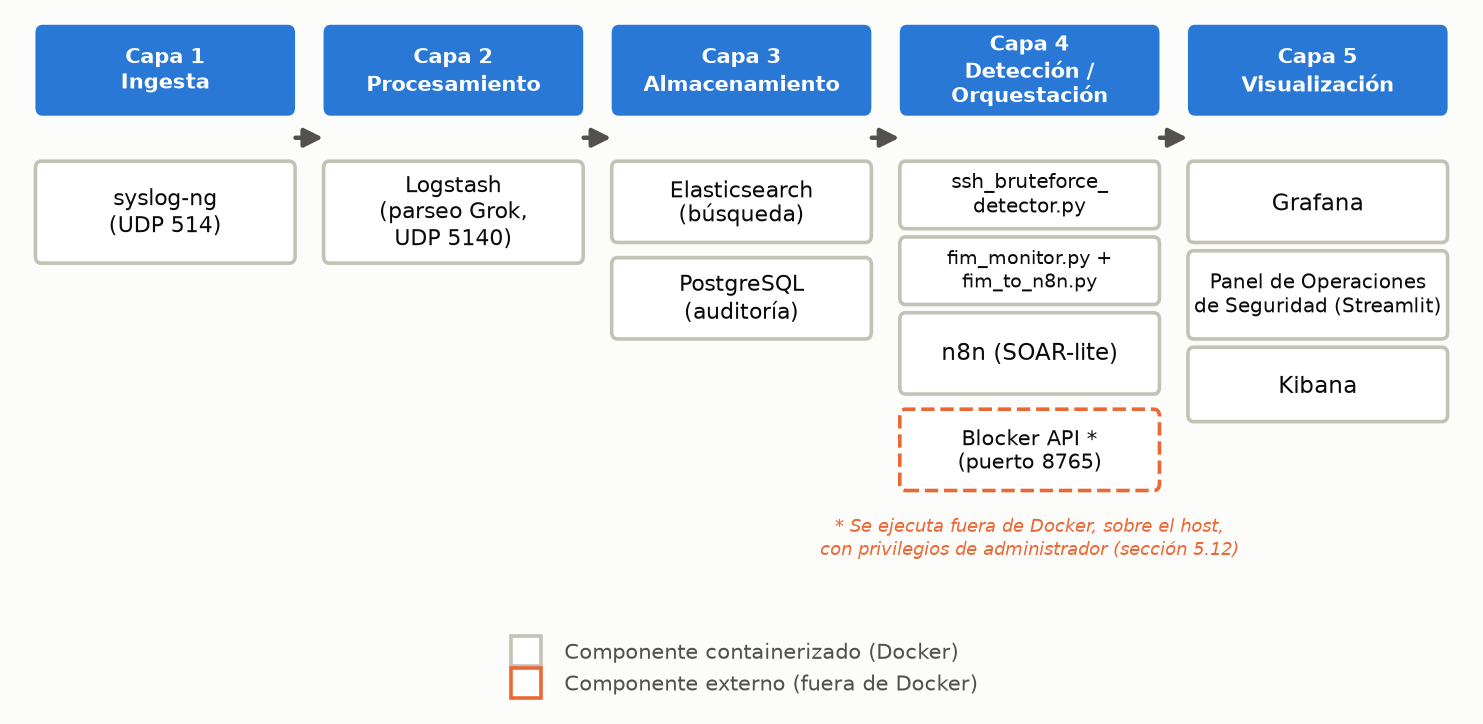 Capa 1
Ingesta
Capa 2
Procesamiento
Capa 3
Almacenamiento
Capa 4
Detección /
Orquestación
Capa 5
Visualización
syslog-ng
(UDP 514)
Logstash
(parseo Grok,
UDP 5140)
Elasticsearch
(búsqueda)
PostgreSQL
(auditoría)
ssh_bruteforce_
detector.py
fim_monitor.py +
fim_to_n8n.py
n8n (SOAR-lite)
Blocker API *
(puerto 8765)
* Se ejecuta fuera de Docker, sobre el host,
con privilegios de administrador (sección 5.12)
Grafana
Panel de Operaciones
de Seguridad (Streamlit)
Kibana
Componente containerizado (Docker)
Componente externo (fuera de Docker)